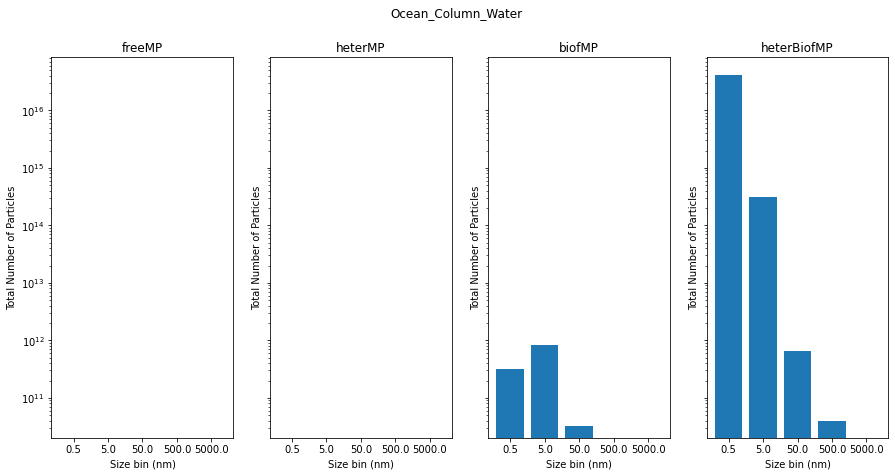 Ocean_Column_Water
freeMP
heterMP
biofMP
heterBiofMP
Total Number of Particles
10^16
10^15
10^14
10^13
10^12
10^11
0.5 5.0 50.0 500.0 5000.0
Size bin (nm)
Total Number of Particles
0.5 5.0 50.0 500.0 5000.0
Size bin (nm)
Total Number of Particles
0.5 5.0 50.0 500.0 5000.0
Size bin (nm)
Total Number of Particles
0.5 5.0 50.0 500.0 5000.0
Size bin (nm)